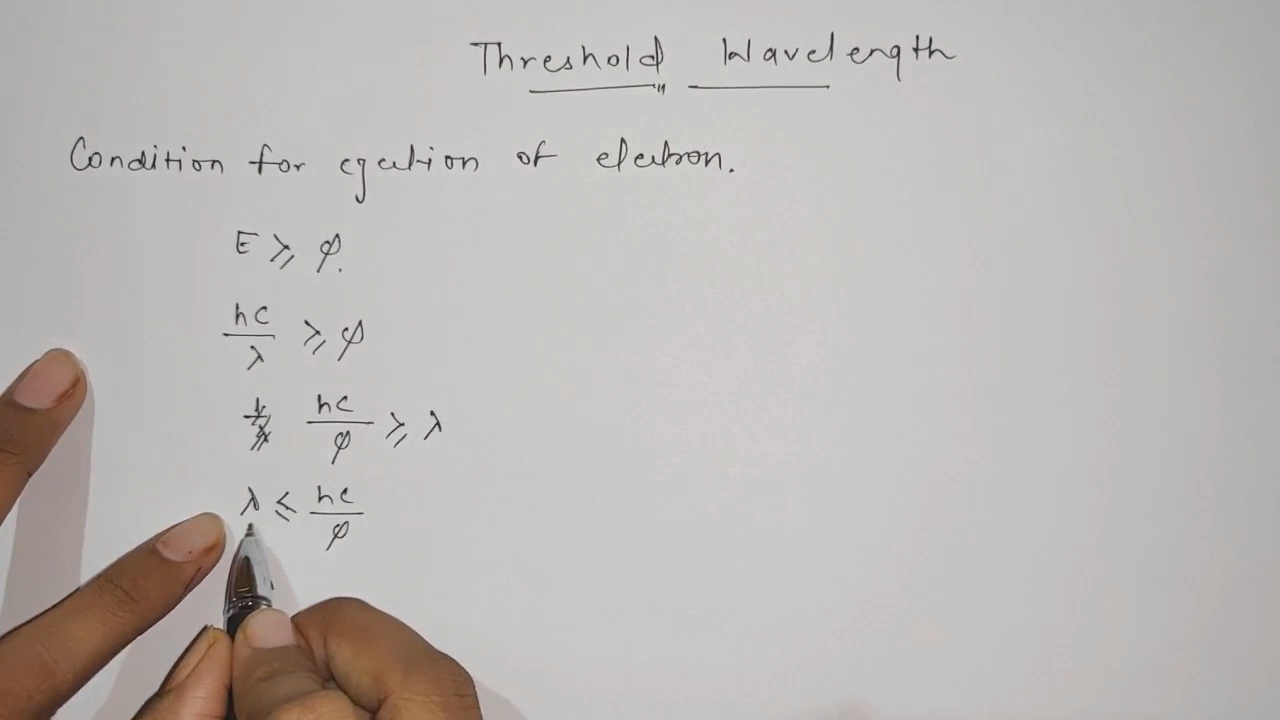 Threshold Wavelength
Condition for ejection of electron.
E ≥ φ.
hc/λ ≥ φ
hc/φ ≥ λ
λ ≤ hc/φ